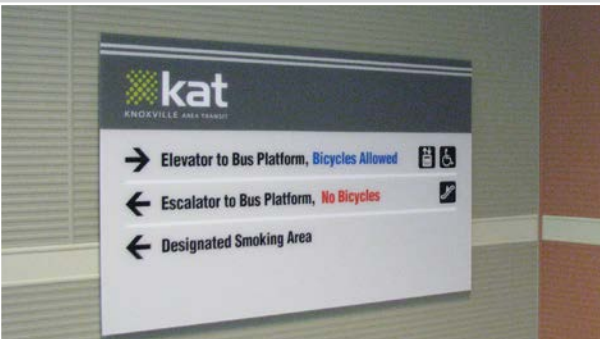 kat
KNOXVILLE AREA TRANSIT
Elevator to Bus Platform, Bicycles Allowed
Escalator to Bus Platform, No Bicycles
Designated Smoking Area